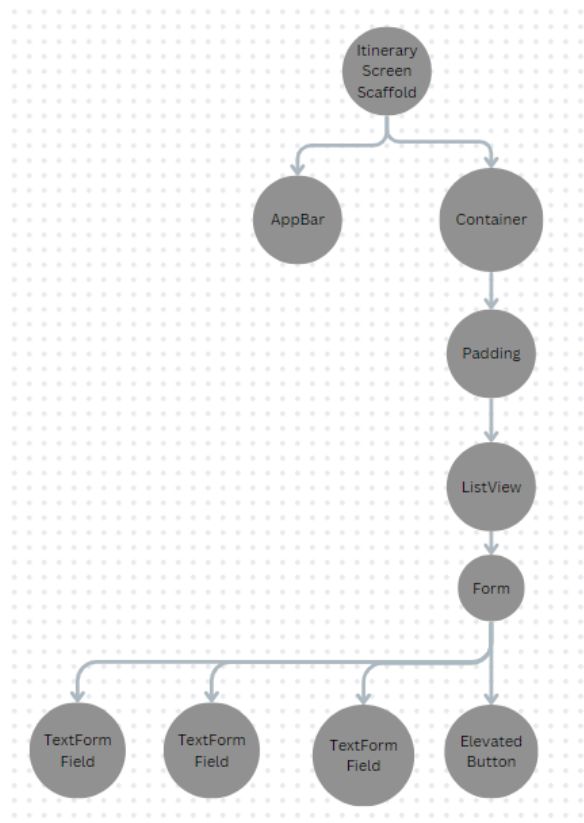 Itinerary
Screen
Scaffold
AppBar
Container
Padding
ListView
Form
TextForm
Field
TextForm
Field
TextForm
Field
Elevated
Button